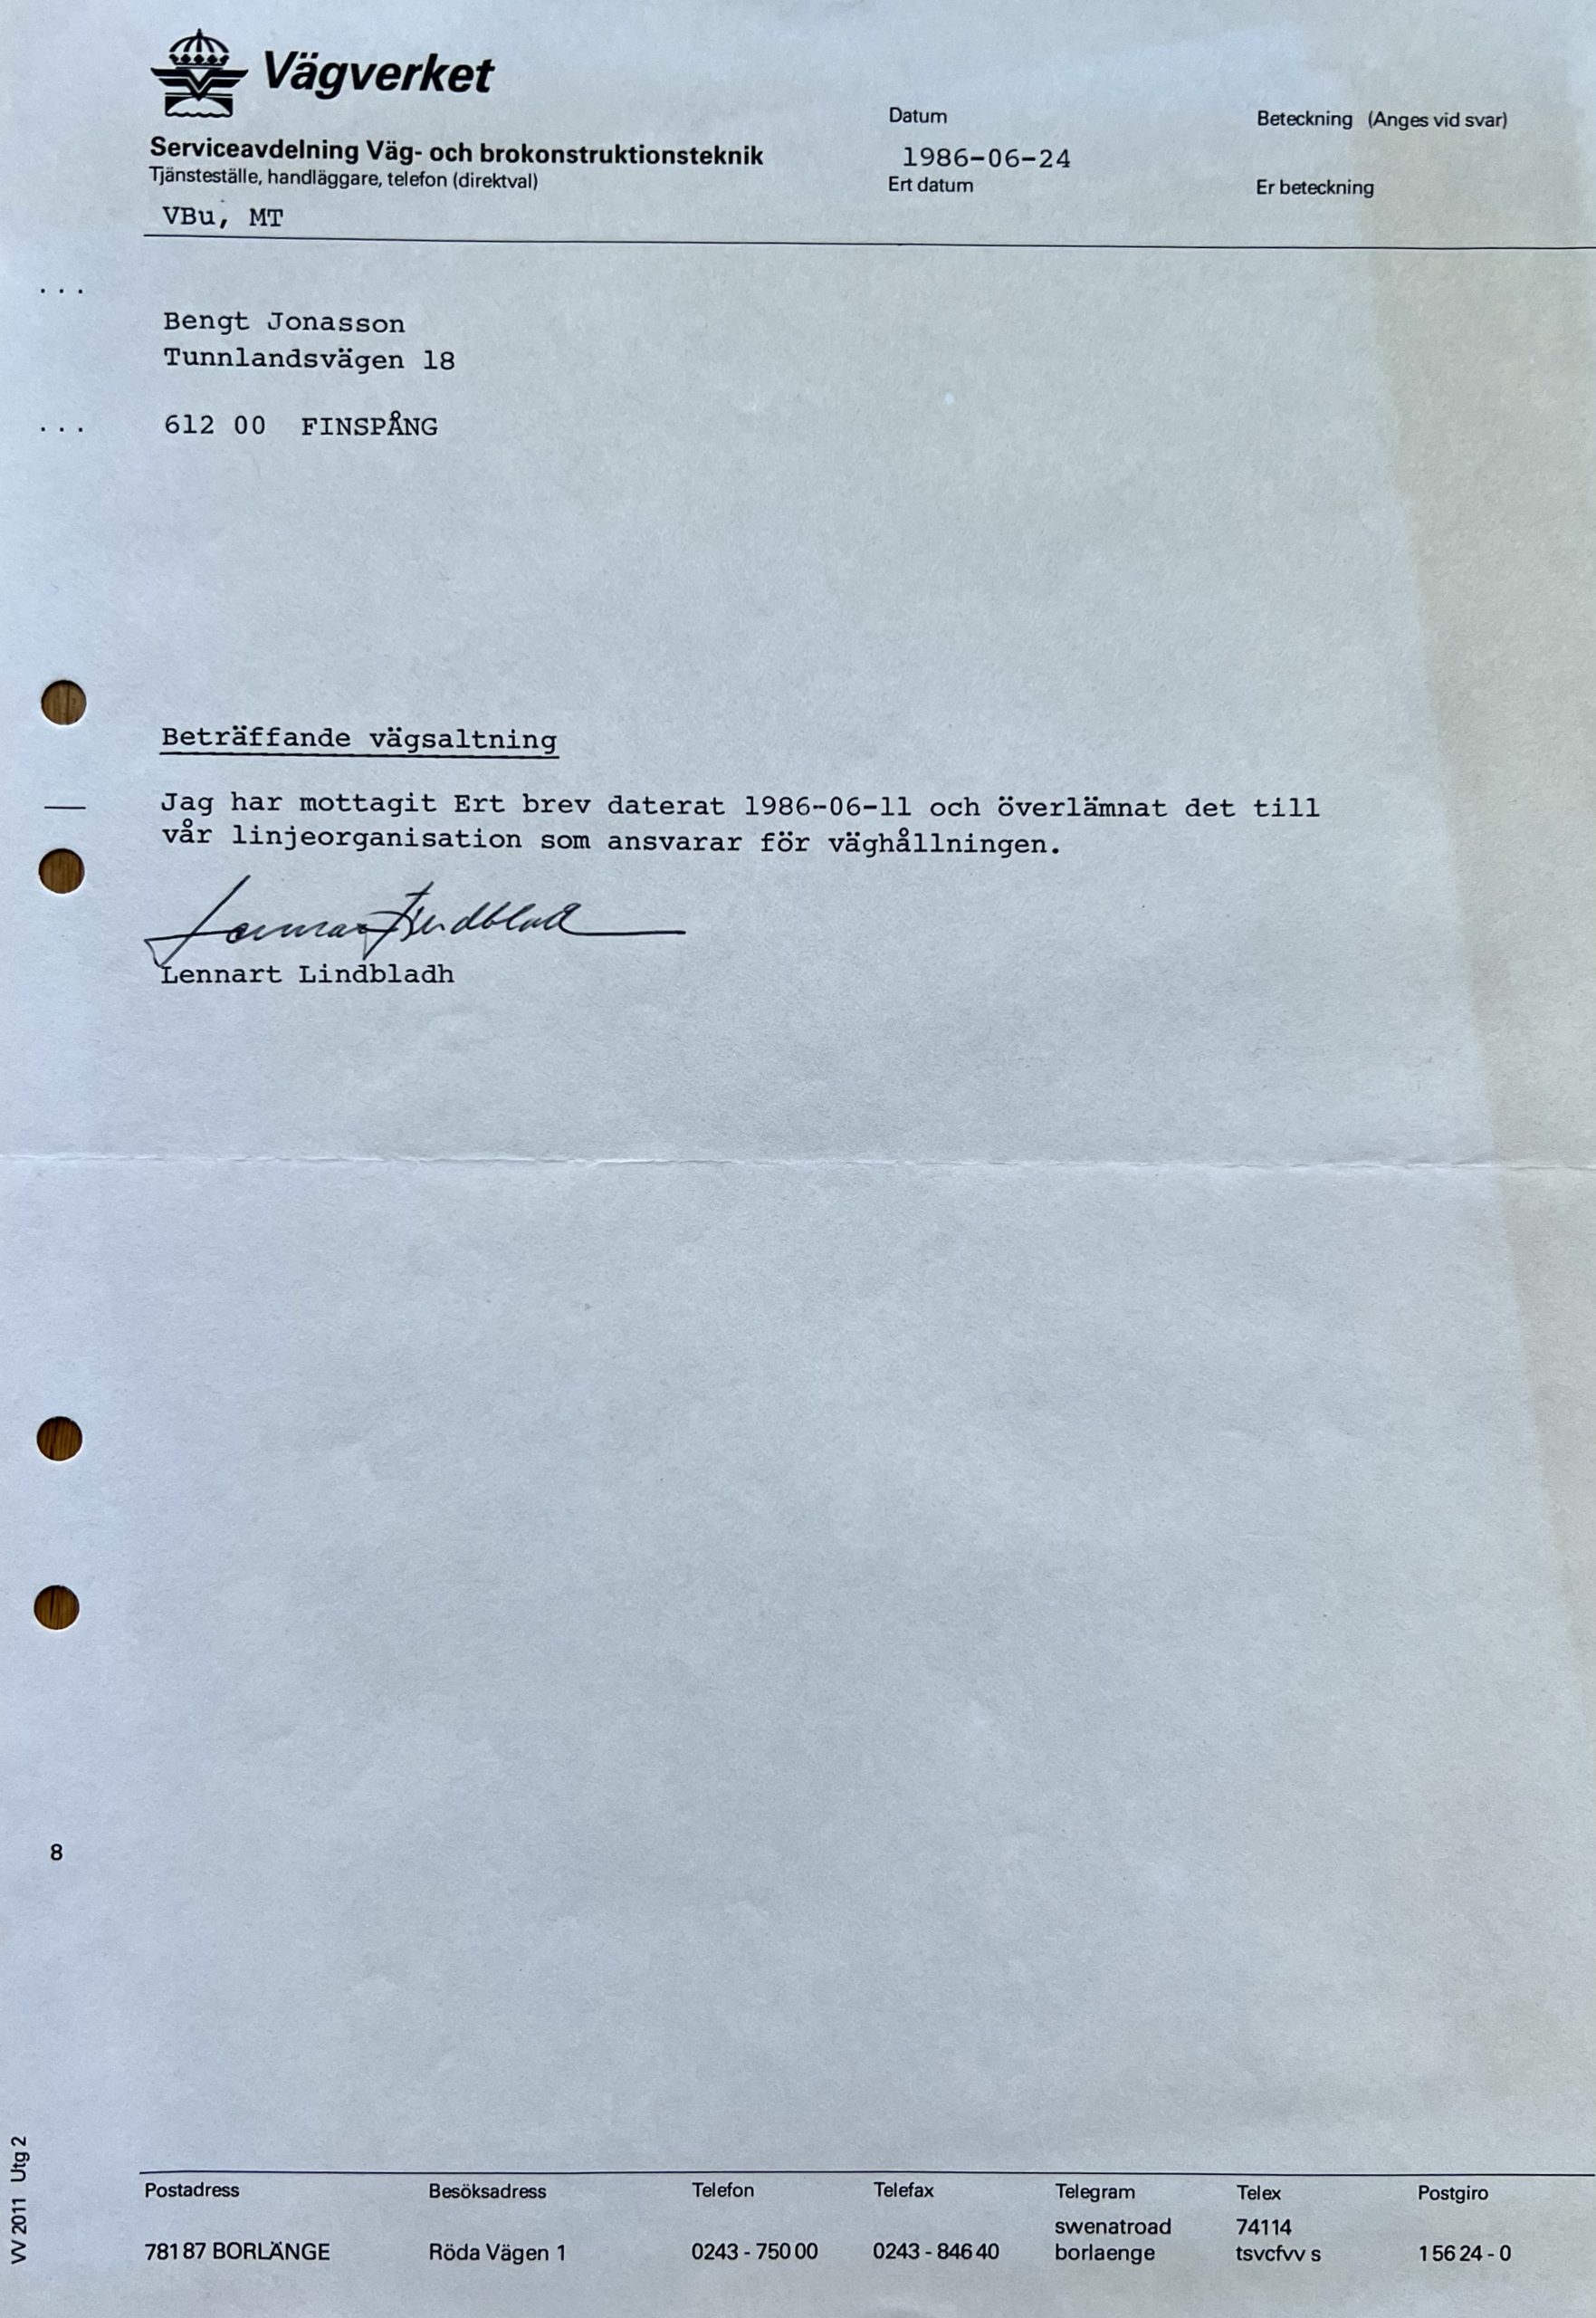 Vägverket
Serviceavdelning Väg- och brokonstruktionsteknik
Tjänsteställe, handläggare, telefon (direktval)
VBu, MT
Datum
1986-06-24
Ert datum
Beteckning (Anges vid svar)
Er beteckning
. . .
Bengt Jonasson
Tunnlandsvägen 18
. . .
612 00 FINSPÅNG
Beträffande vägsaltning
Jag har mottagit Ert brev daterat 1986-06-11 och överlämnat det till
vår linjeorganisation som ansvarar för väghållningen.
Lennart Lindblad
Lennart Lindbladh
8
VV 2011 Utg 2
Postadress
781 87 BORLÄNGE
Besöksadress
Röda Vägen 1
Telefon
0243 - 750 00
Telefax
0243 - 846 40
Telegram
swenatroad
borlaenge
Telex
74114
tsvcfvv s
Postgiro
1 56 24 - 0